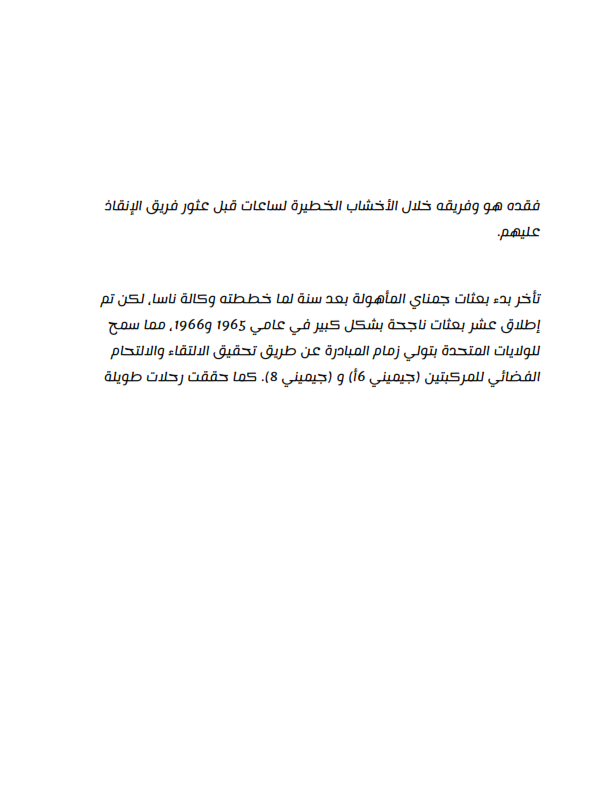 فقده هو وفريقه خلال الأخشاب الخطيرة لساعات قبل عثور فريق الإنقاذ
عليهم.
تأخر بدء بعثات جمناي المأهولة بعد سنة لما خططته وكالة ناسا، لكن تم
إطلاق عشر بعثات ناجحة بشكل كبير في عامي 1965 و1966، مما سمح
للولايات المتحدة بتولي زمام المبادرة عن طريق تحقيق الالتقاء والالتحام
الفضائي للمركبتين (جيميني 6أ) و (جيميني 8). كما حققت رحلات طويلة